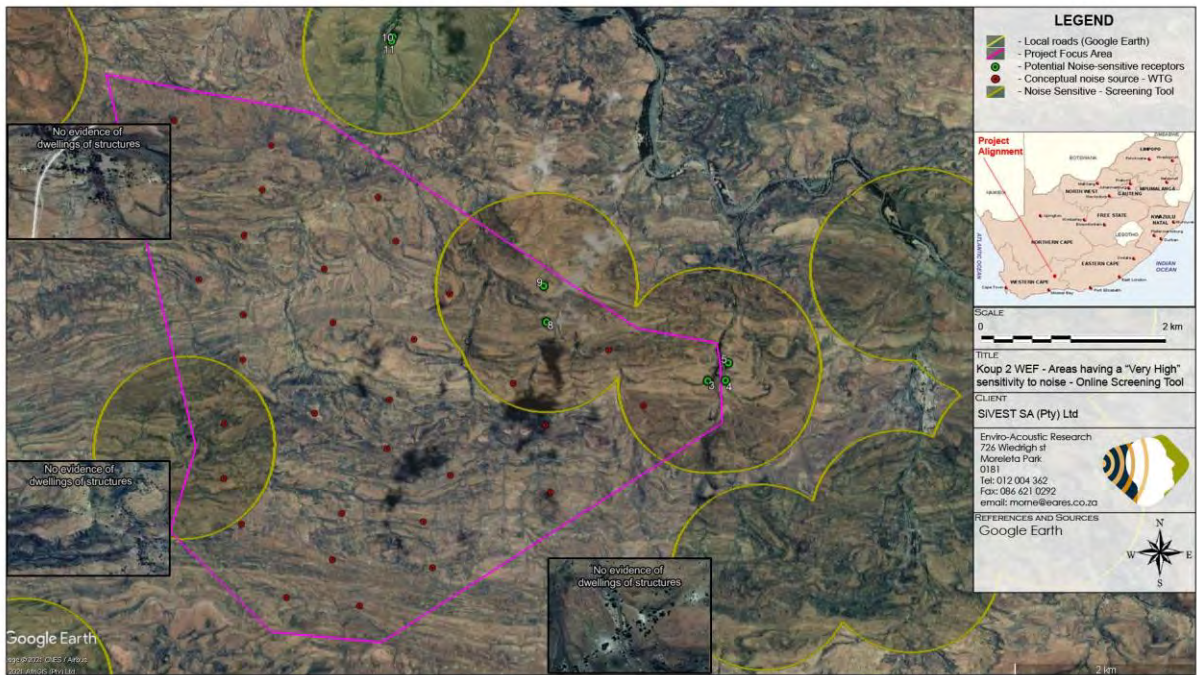 10
11
No evidence of
dwellings of structures
9
8
5
3
4
No evidence of
dwellings of structures
No evidence of
dwellings of structures
Google Earth
2 km
LEGEND
- Local roads (Google Earth)
- Project Focus Area
- Potential Noise-sensitive receptors
- Conceptual noise source - WTG
- Noise Sensitive - Screening Tool
Project
Alignment
BOTSWANA
LIMPOPO
NORTH WEST
GAUTENG
MPUMALANGA
FREE STATE
KWAZULU
NATAL
LESOTHO
NORTHERN CAPE
EASTERN CAPE
WESTERN CAPE
ATLANTIC
OCEAN
INDIAN
OCEAN
SCALE
0 2 km
TITLE
Koup 2 WEF - Areas having a "Very High"
sensitivity to noise - Online Screening Tool
CLIENT
SIVEST SA (Pty) Ltd
Enviro-Acoustic Research
726 Wiedrigh st
Moreleta Park
0181
Tel: 012 004 362
Fax: 086 621 0292
email: morne@eares.co.za
REFERENCES AND SOURCES
Google Earth
N
W E
S